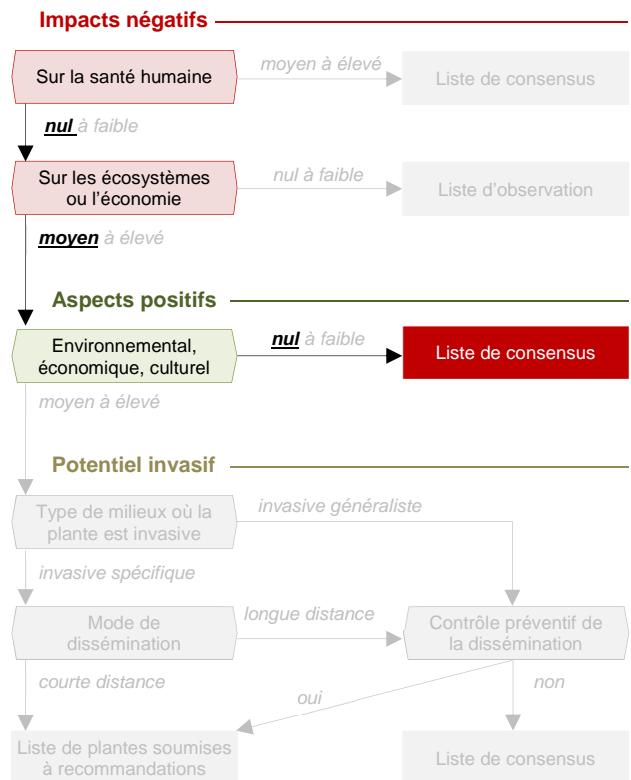 Impacts négatifs
Sur la santé humaine
moyen à élevé
Liste de consensus
nul à faible
Sur les écosystèmes
ou l'économie
nul à faible
Liste d'observation
moyen à élevé
Aspects positifs
Environnemental,
économique, culturel
nul à faible
Liste de consensus
moyen à élevé
Potentiel invasif
Type de milieux où la
plante est invasive
invasive généraliste
invasive spécifique
Mode de
dissémination
longue distance
Contrôle préventif de
la dissémination
courte distance
oui
non
Liste de plantes soumises
à recommandations
Liste de consensus